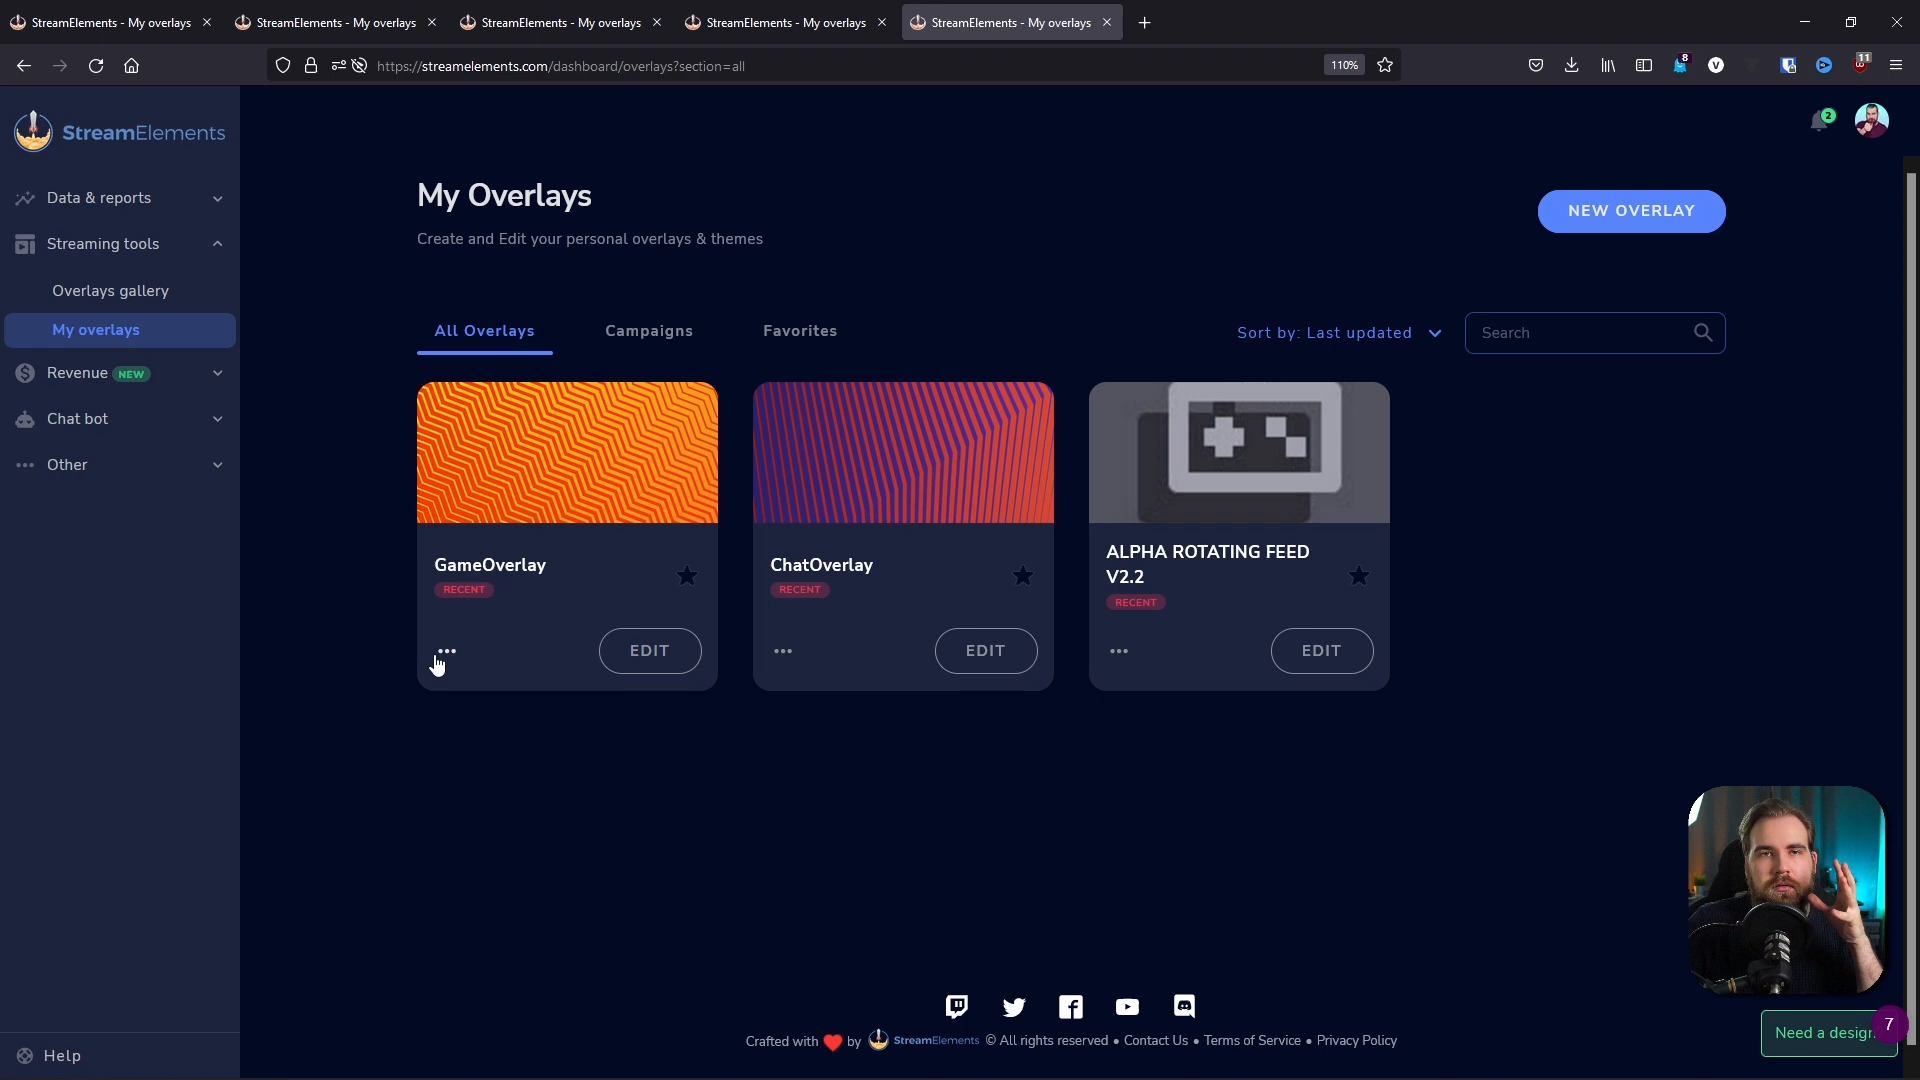 StreamElements - My overlays
StreamElements - My overlays
StreamElements - My overlays
StreamElements - My overlays
StreamElements - My overlays
https://streamelements.com/dashboard/overlays?section=all
110%
8
V
11
StreamElements
2
Data & reports
Streaming tools
Overlays gallery
My overlays
Revenue NEW
Chat bot
Other
Help
My Overlays
Create and Edit your personal overlays & themes
NEW OVERLAY
All Overlays
Campaigns
Favorites
Sort by: Last updated
Search
GameOverlay
RECENT
EDIT
ChatOverlay
RECENT
EDIT
ALPHA ROTATING FEED
V2.2
RECENT
EDIT
Crafted with by StreamElements © All rights reserved • Contact Us • Terms of Service • Privacy Policy
Need a design
7